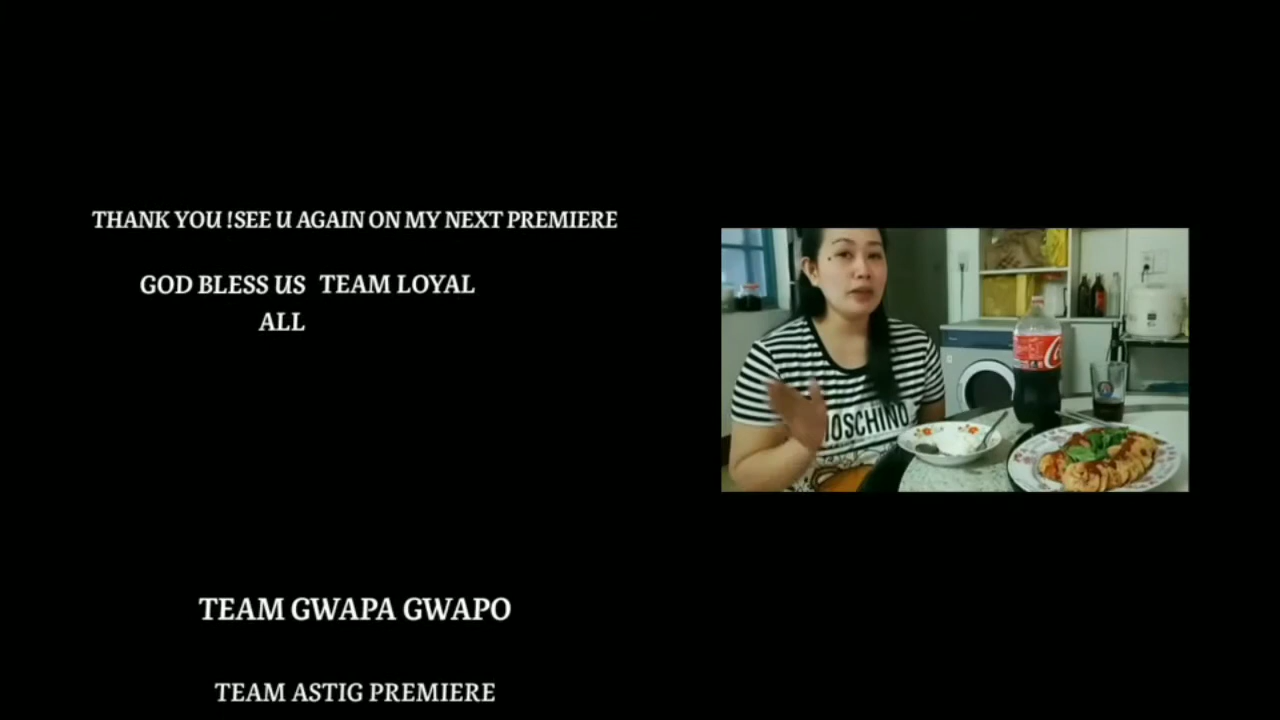 THANK YOU !SEE U AGAIN ON MY NEXT PREMIERE
GOD BLESS US TEAM LOYAL
ALL
MOSCHINO
TEAM GWAPA GWAPO
TEAM ASTIG PREMIERE